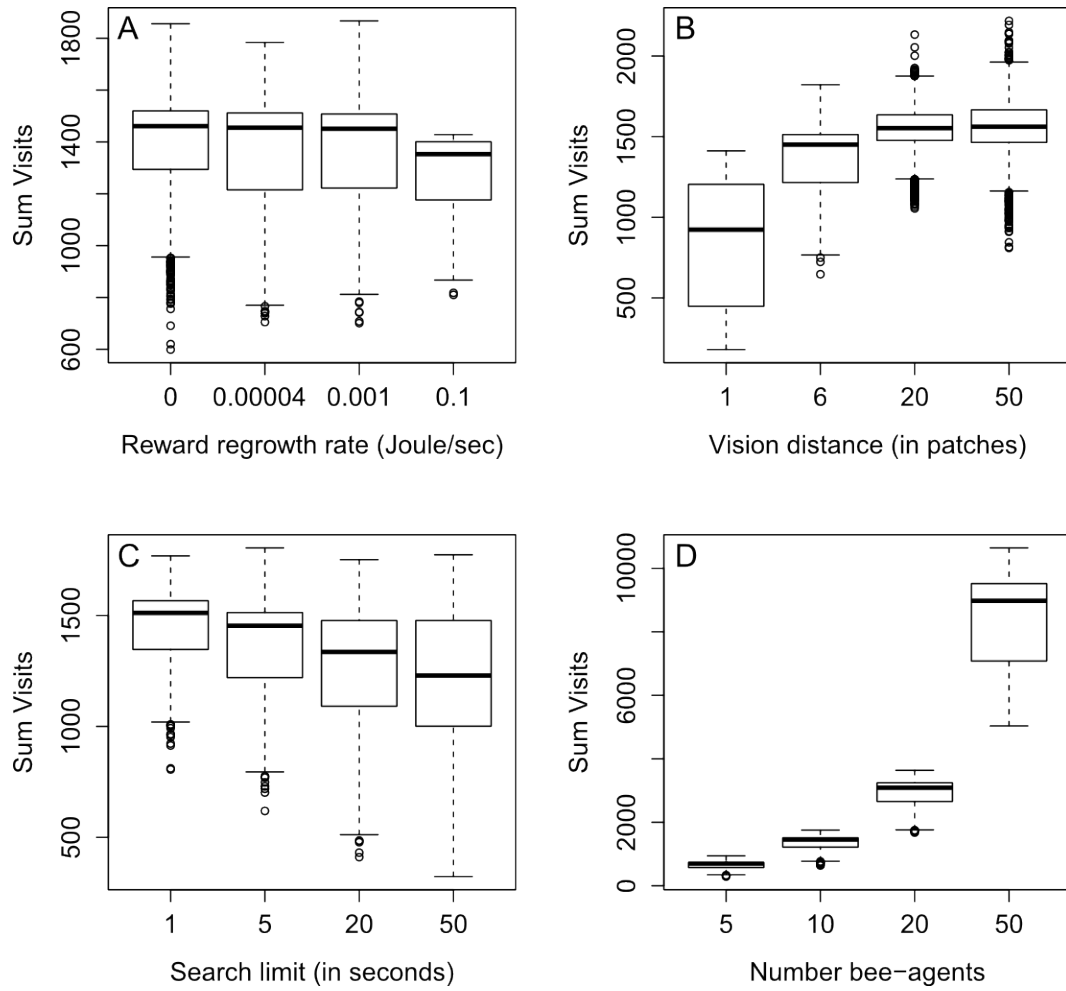 A
Sum Visits
1800
1400
1000
600
0 0.00004 0.001 0.1
Reward regrowth rate (Joule/sec)
B
Sum Visits
2000
1500
1000
500
1 6 20 50
Vision distance (in patches)
C
Sum Visits
1500
1000
500
1 5 20 50
Search limit (in seconds)
D
Sum Visits
10000
6000
2000
0
5 10 20 50
Number bee−agents